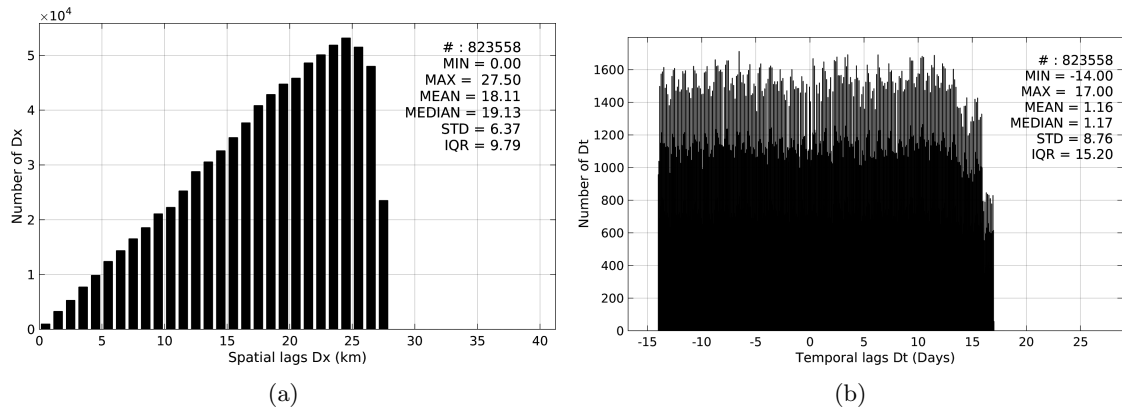 ×10⁴
# : 823558
MIN = 0.00
MAX = 27.50
MEAN = 18.11
MEDIAN = 19.13
STD = 6.37
IQR = 9.79
5
4
3
2
1
0
Number of Dx
0 5 10 15 20 25 30 35 40
Spatial lags Dx (km)
(a)
# : 823558
MIN = -14.00
MAX = 17.00
MEAN = 1.16
MEDIAN = 1.17
STD = 8.76
IQR = 15.20
1600
1400
1200
1000
800
600
400
200
0
Number of Dt
-15 -10 -5 0 5 10 15 20 25
Temporal lags Dt (Days)
(b)